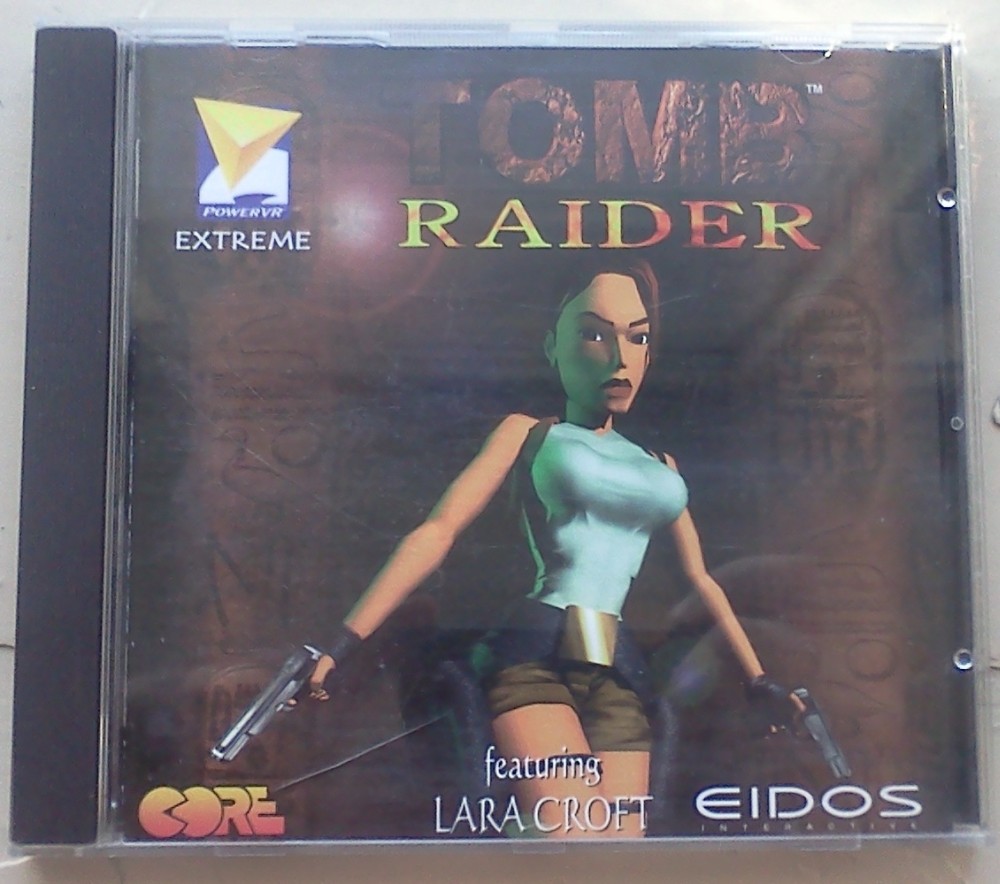 TOMB™
RAIDER
POWERVR
EXTREME
featuring
LARA CROFT
CORE
EIDOS
INTERACTIVE